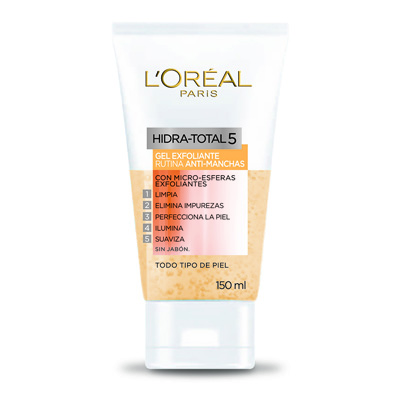 L'ORÉAL
PARIS
HIDRA-TOTAL 5
GEL EXFOLIANTE
RUTINA ANTI-MANCHAS
CON MICRO-ESFERAS
EXFOLIANTES
1 LIMPIA
2 ELIMINA IMPUREZAS
3 PERFECCIONA LA PIEL
4 ILUMINA
5 SUAVIZA
SIN JABÓN.
TODO TIPO DE PIEL
150 ml